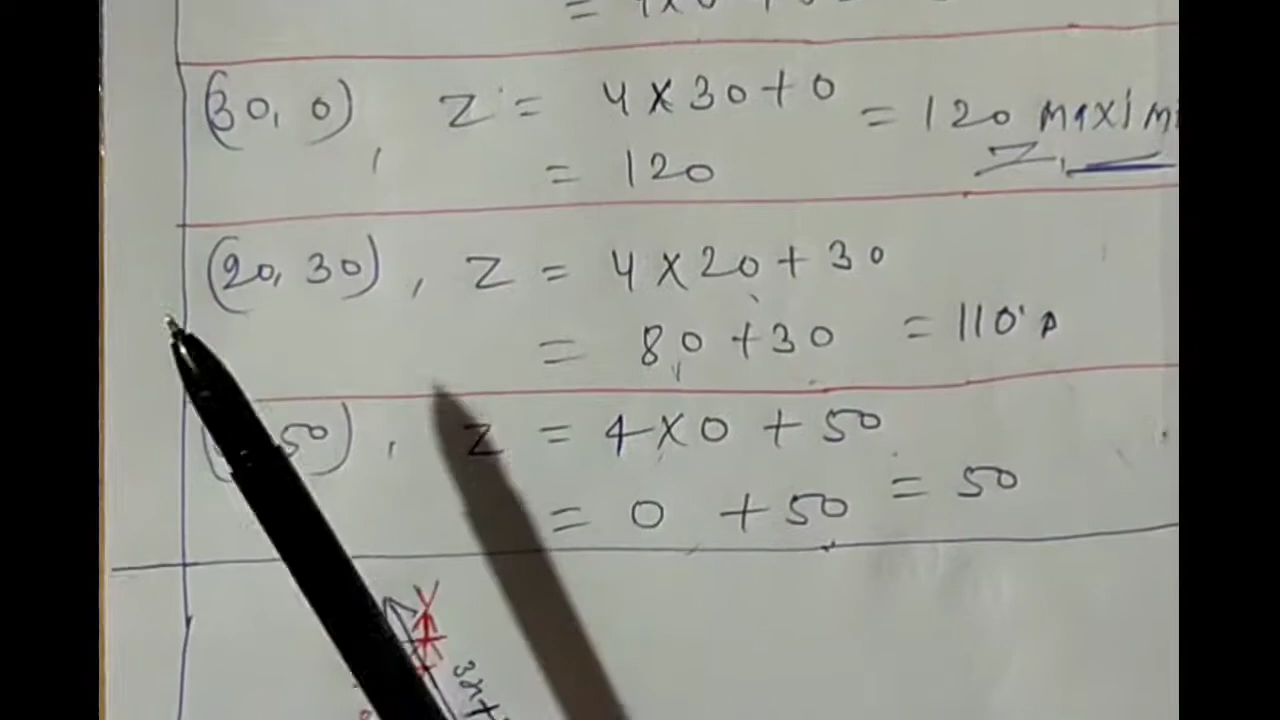 (30, 0), Z = 4 X 30 + 0
= 120
= 120
Z
(20, 30), Z = 4 X 20 + 30
= 80 + 30 = 110
50), Z = 4 X 0 + 50
= 0 + 50 = 50
Y